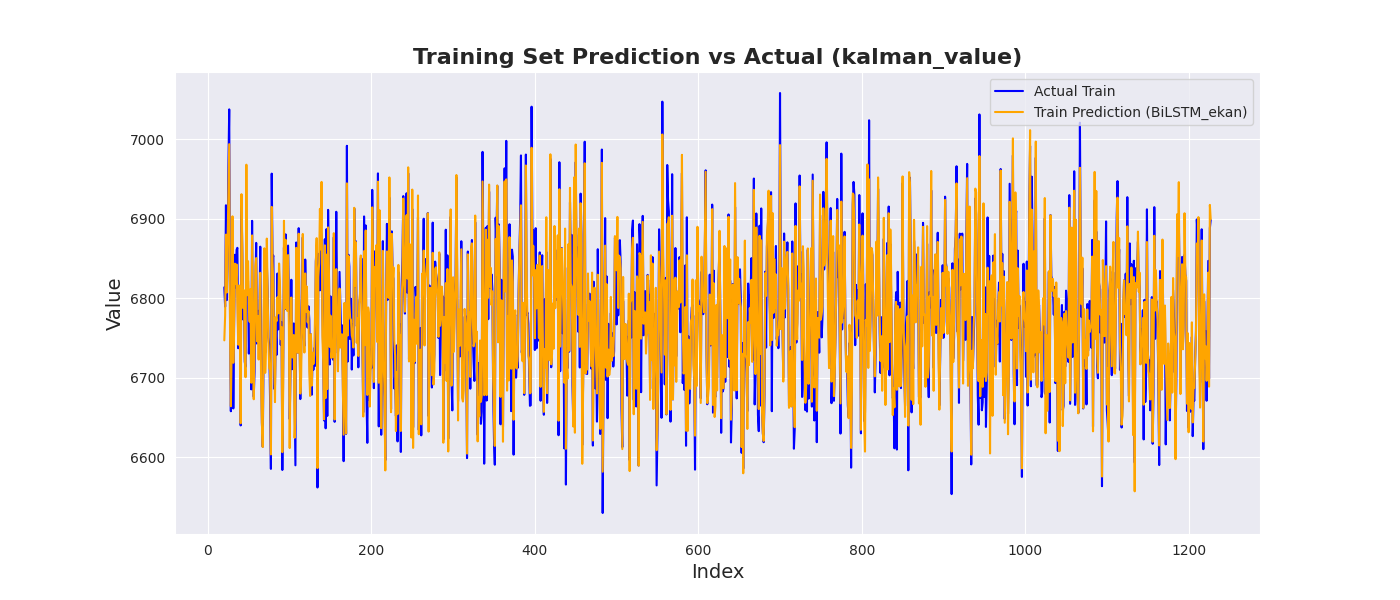 Training Set Prediction vs Actual (kalman_value)
Actual Train
Train Prediction (BiLSTM_ekan)
Value
7000
6900
6800
6700
6600
0 200 400 600 800 1000 1200
Index